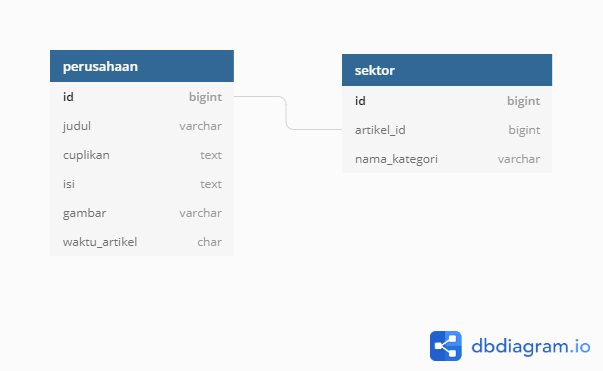 perusahaan
id bigint
judul varchar
cuplikan text
isi text
gambar varchar
waktu_artikel char
sektor
id bigint
artikel_id bigint
nama_kategori varchar
dbdiagram.io